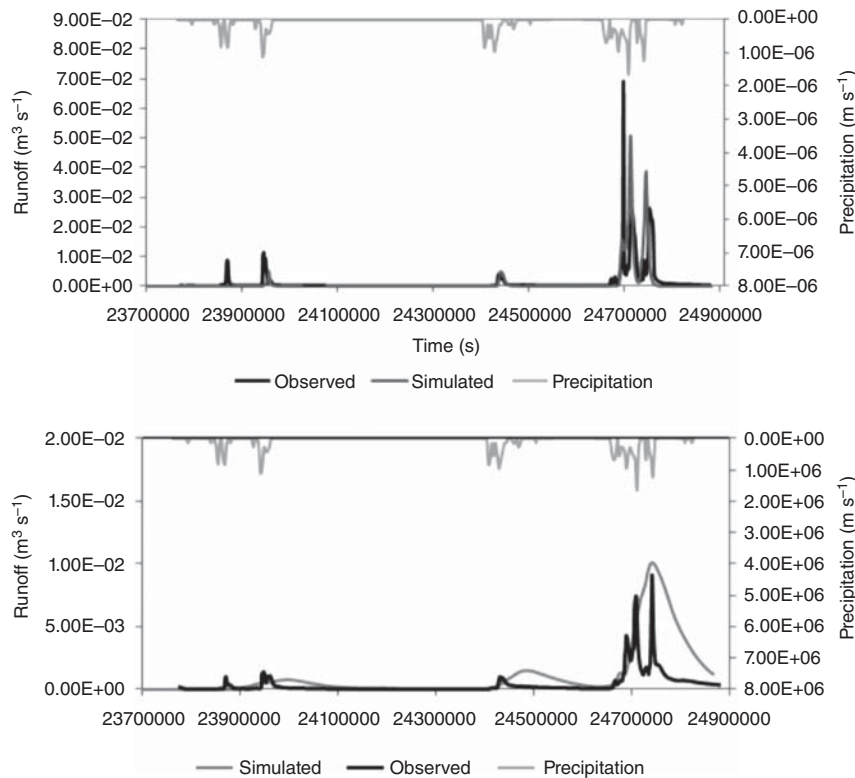 9.00E–02
8.00E–02
7.00E–02
6.00E–02
5.00E–02
4.00E–02
3.00E–02
2.00E–02
1.00E–02
0.00E+00
Runoff (m³ s⁻¹)
0.00E+00
1.00E–06
2.00E–06
3.00E–06
4.00E–06
5.00E–06
6.00E–06
7.00E–06
8.00E–06
Precipitation (m s⁻¹)
23700000 23900000 24100000 24300000 24500000 24700000 24900000
Time (s)
Observed Simulated Precipitation
2.00E–02
1.50E–02
1.00E–02
5.00E–03
0.00E+00
Runoff (m³ s⁻¹)
0.00E+00
1.00E+06
2.00E+06
3.00E+06
4.00E+06
5.00E+06
6.00E+06
7.00E+06
8.00E+06
Precipitation (m s⁻¹)
23700000 23900000 24100000 24300000 24500000 24700000 24900000
Simulated Observed Precipitation